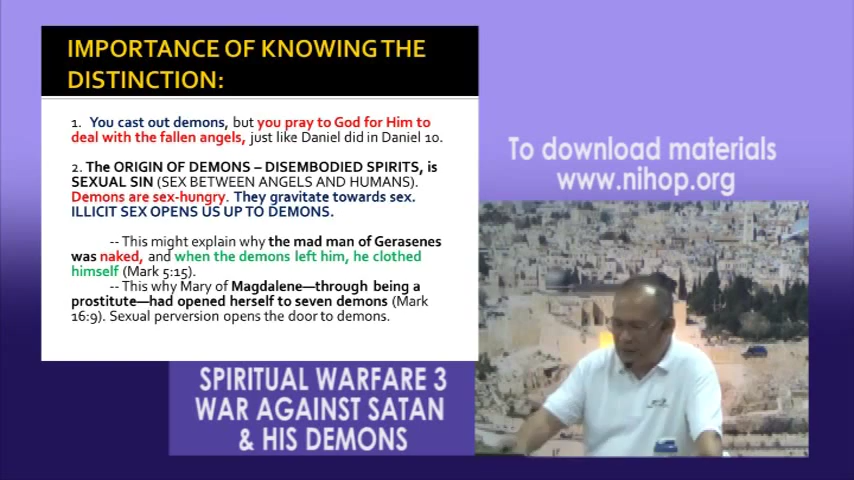 IMPORTANCE OF KNOWING THE
DISTINCTION:
1. You cast out demons, but you pray to God for Him to
deal with the fallen angels, just like Daniel did in Daniel 10.
2. The ORIGIN OF DEMONS – DISEMBODIED SPIRITS, is
SEXUAL SIN (SEX BETWEEN ANGELS AND HUMANS).
Demons are sex-hungry. They gravitate towards sex.
ILLICIT SEX OPENS US UP TO DEMONS.
-- This might explain why the mad man of Gerasenes
was naked, and when the demons left him, he clothed
himself (Mark 5:15).
-- This why Mary of Magdalene—through being a
prostitute—had opened herself to seven demons (Mark
16:9). Sexual perversion opens the door to demons.
To download materials
www.nihop.org
SPIRITUAL WARFARE 3
WAR AGAINST SATAN
& HIS DEMONS